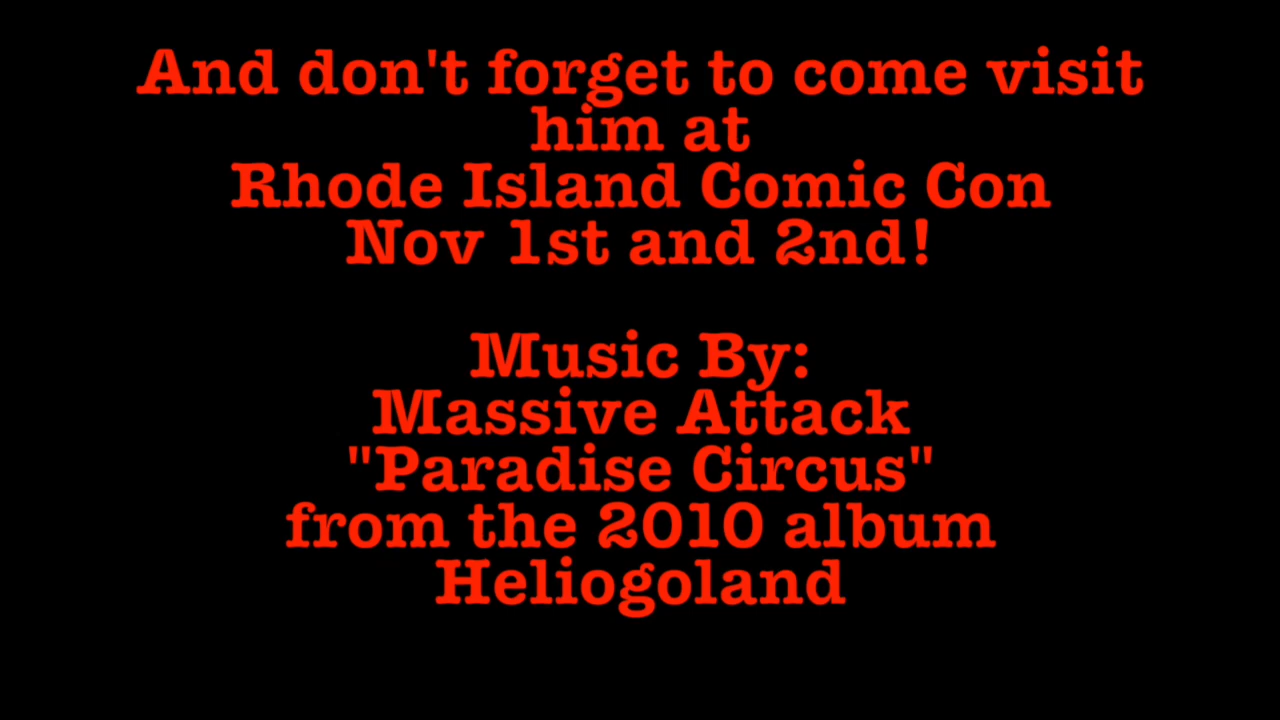 And don't forget to come visit
him at
Rhode Island Comic Con
Nov 1st and 2nd!
Music By:
Massive Attack
"Paradise Circus"
from the 2010 album
Heliogoland